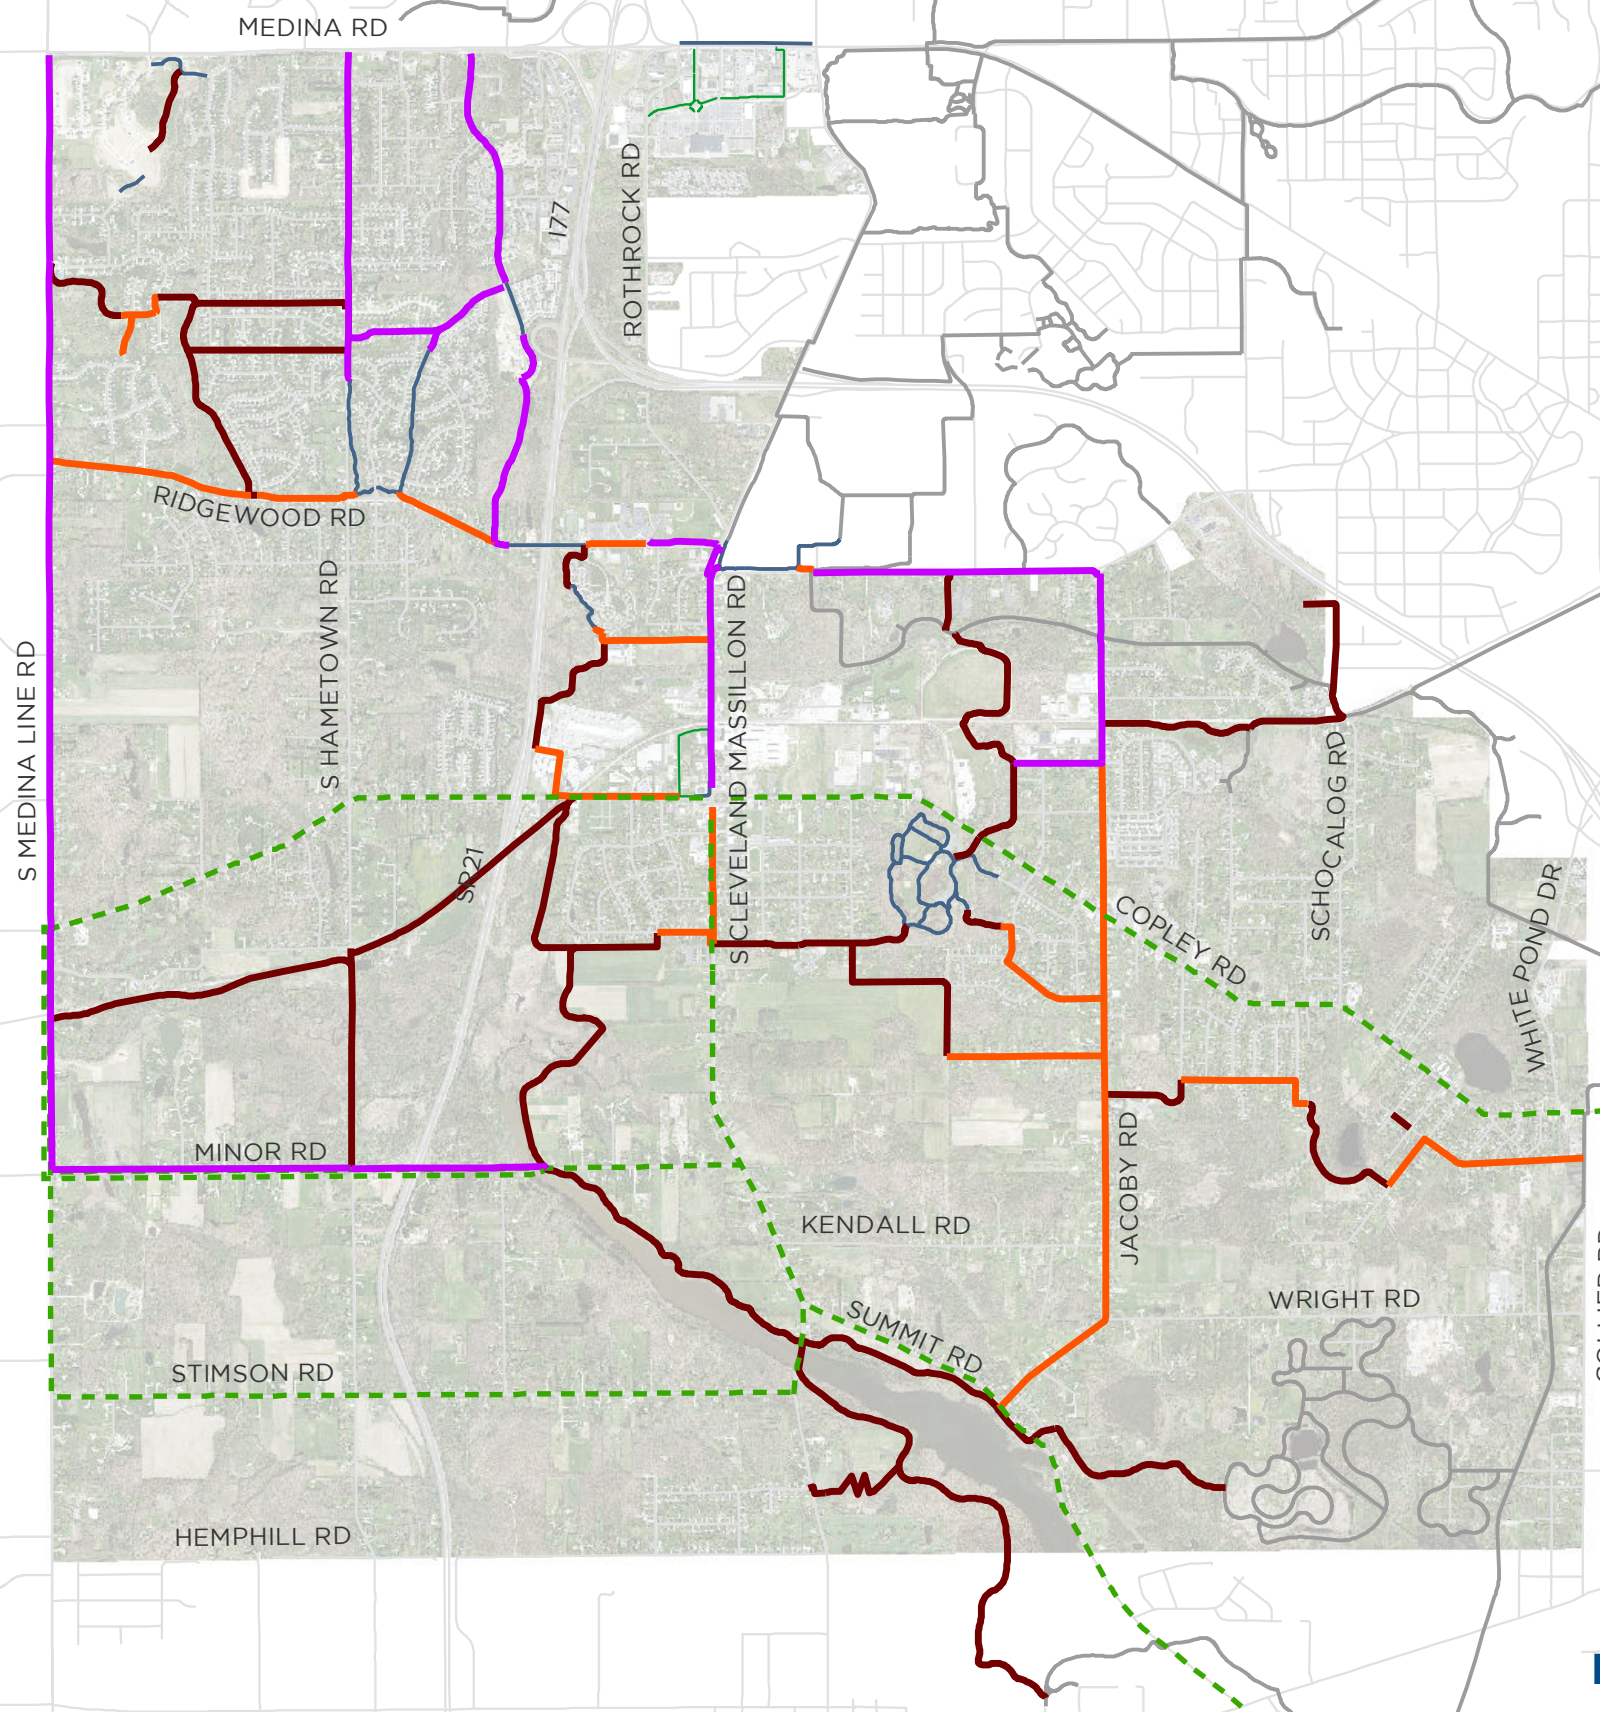 MEDINA RD
I77
ROTHROCK RD
RIDGEWOOD RD
S HAMETOWN RD
S MEDINA LINE RD
S CLEVELAND MASSILLON RD
SCHOCALOG RD
SR21
COPLEY RD
WHITE POND DR
MINOR RD
JACOBY RD
KENDALL RD
WRIGHT RD
SUMMIT RD
STIMSON RD
HEMPHILL RD